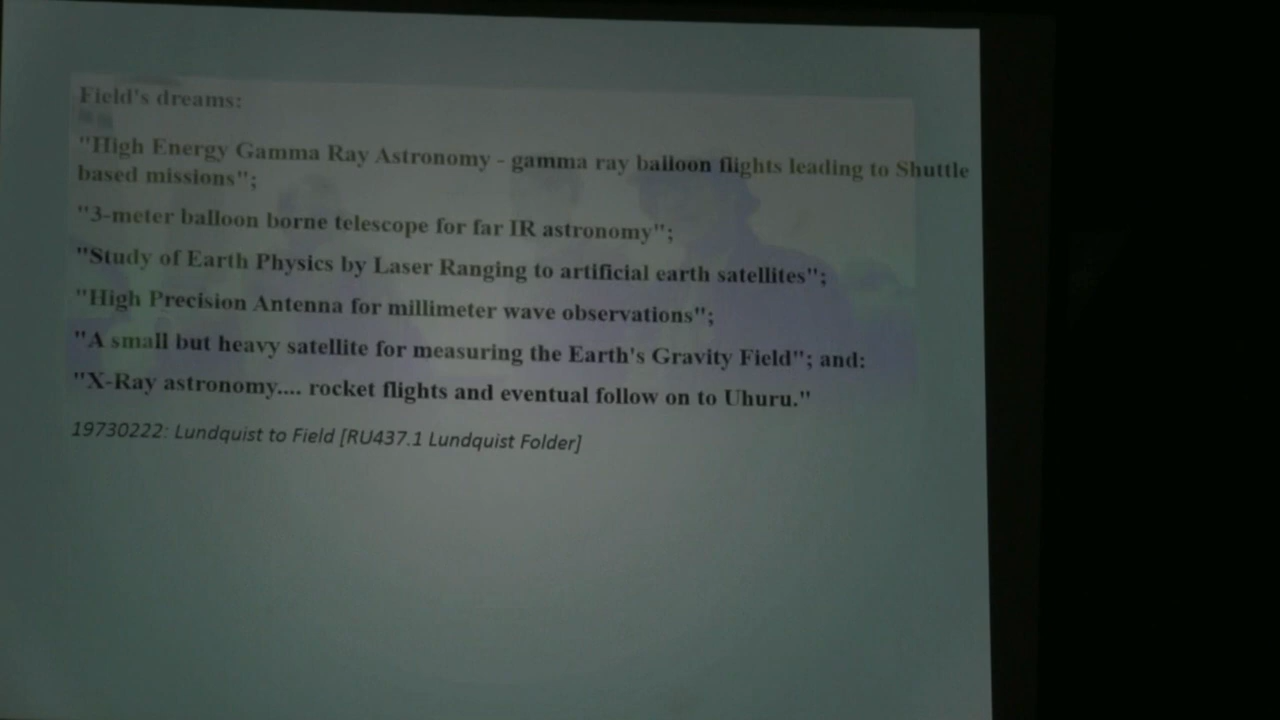 Field's dreams:
"High Energy Gamma Ray Astronomy - gamma ray balloon flights leading to Shuttle
based missions";
"3-meter balloon borne telescope for far IR astronomy";
"Study of Earth Physics by Laser Ranging to artificial earth satellites";
"High Precision Antenna for millimeter wave observations";
"A small but heavy satellite for measuring the Earth's Gravity Field"; and:
"X-Ray astronomy.... rocket flights and eventual follow on to Uhuru."
19730222: Lundquist to Field [RU437.1 Lundquist Folder]